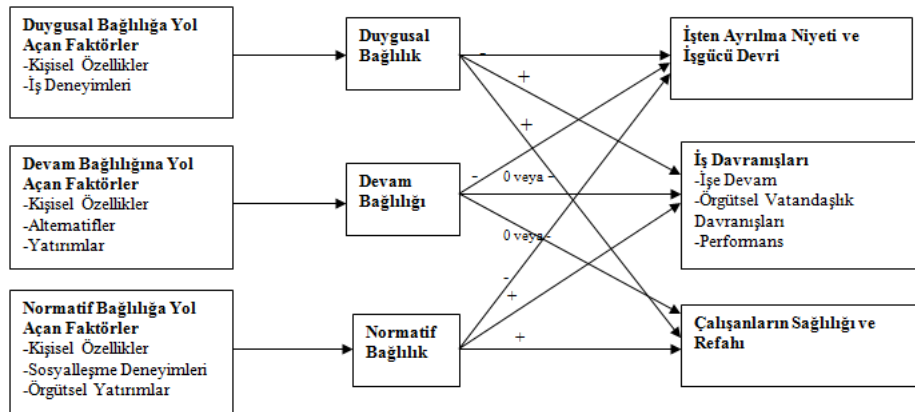 Duygusal Bağlılığa Yol
Açan Faktörler
-Kişisel Özellikler
-İş Deneyimleri
Duygusal
Bağlılık
İşten Ayrılma Niyeti ve
İşgücü Devri
-
+
+
Devam Bağlılığına Yol
Açan Faktörler
-Kişisel Özellikler
-Alternatifler
-Yatırımlar
Devam
Bağlılığı
İş Davranışları
-İşe Devam
-Örgütsel Vatandaşlık
Davranışları
-Performans
-
0 veya -
0 veya -
Normatif Bağlılığa Yol
Açan Faktörler
-Kişisel Özellikler
-Sosyalleşme Deneyimleri
-Örgütsel Yatırımlar
Normatif
Bağlılık
Çalışanların Sağlılığı ve
Refahı
-
+
+